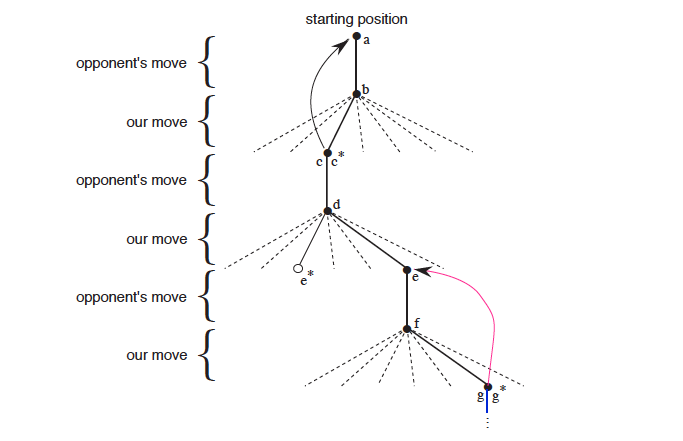 starting position
a
opponent's move
b
our move
c c*
opponent's move
d
our move
e*
e
opponent's move
f
our move
g g*